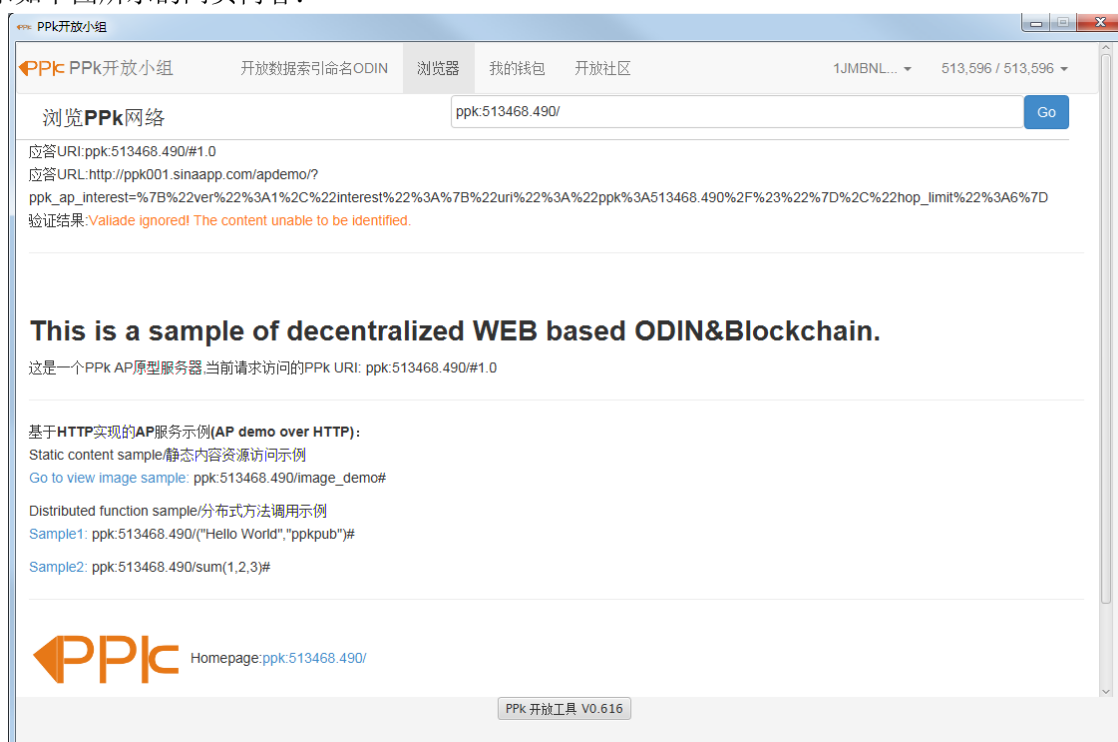 PPk开放小组
PPk PPk开放小组 开放数据索引命名ODIN 浏览器 我的钱包 开放社区 1JMBNL... 513,596 / 513,596
浏览PPk网络 ppk:513468.490/ Go
应答URI:ppk:513468.490/#1.0
应答URL:http://ppk001.sinaapp.com/apdemo/?
ppk_ap_interest=%7B%22ver%22%3A1%2C%22interest%22%3A%7B%22uri%22%3A%22ppk%3A513468.490%2F%23%22%7D%2C%22hop_limit%22%3A6%7D
验证结果:Valiade ignored! The content unable to be identified.
This is a sample of decentralized WEB based ODIN&Blockchain.
这是一个PPk AP原型服务器,当前请求访问的PPk URI: ppk:513468.490/#1.0
基于HTTP实现的AP服务示例(AP demo over HTTP)：
Static content sample/静态内容资源访问示例
Go to view image sample: ppk:513468.490/image_demo#
Distributed function sample/分布式方法调用示例
Sample1: ppk:513468.490/("Hello World","ppkpub")#
Sample2: ppk:513468.490/sum(1,2,3)#
PPk Homepage:ppk:513468.490/
PPk 开放工具 V0.616